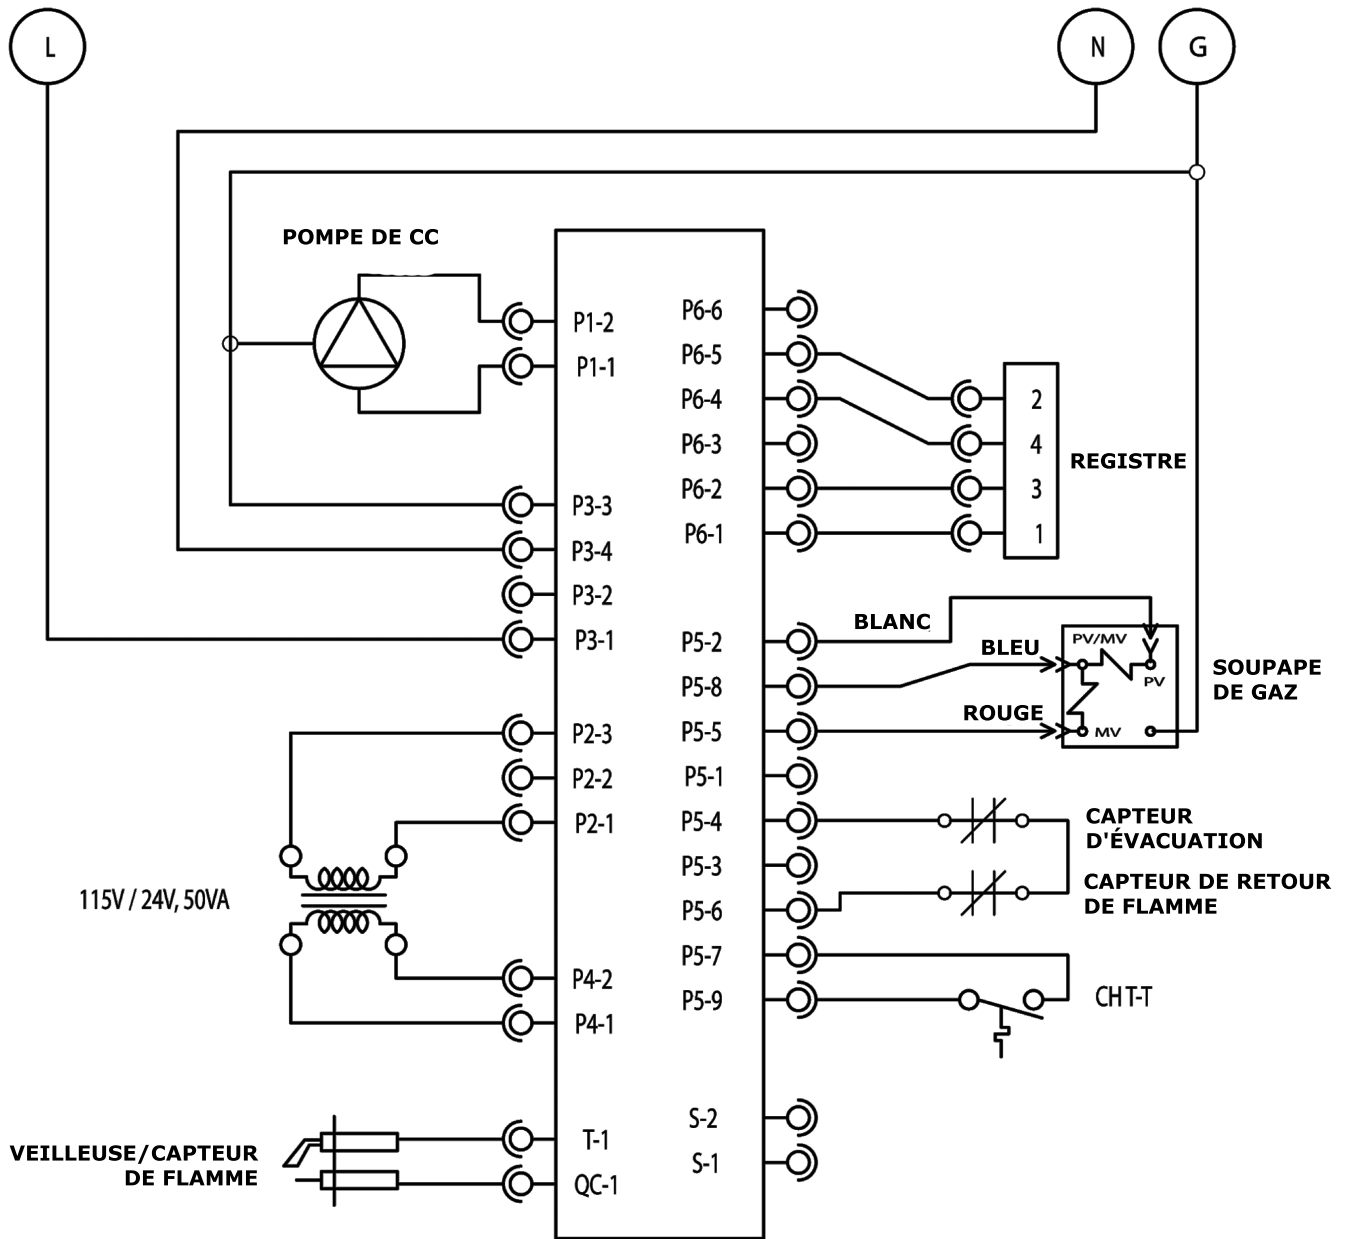 L
N
G
POMPE DE CC
P1-2
P1-1
P3-3
P3-4
P3-2
P3-1
P2-3
P2-2
P2-1
115V / 24V, 50VA
P4-2
P4-1
VEILLEUSE/CAPTEUR
DE FLAMME
T-1
QC-1
P6-6
P6-5
P6-4
P6-3
P6-2
P6-1
2
4
3
1
REGISTRE
P5-2
P5-8
P5-5
P5-1
P5-4
P5-3
P5-6
P5-7
P5-9
S-2
S-1
BLANC
BLEU
ROUGE
PV/MV
PV
MV
SOUPAPE
DE GAZ
CAPTEUR
D'ÉVACUATION
CAPTEUR DE RETOUR
DE FLAMME
CH T-T